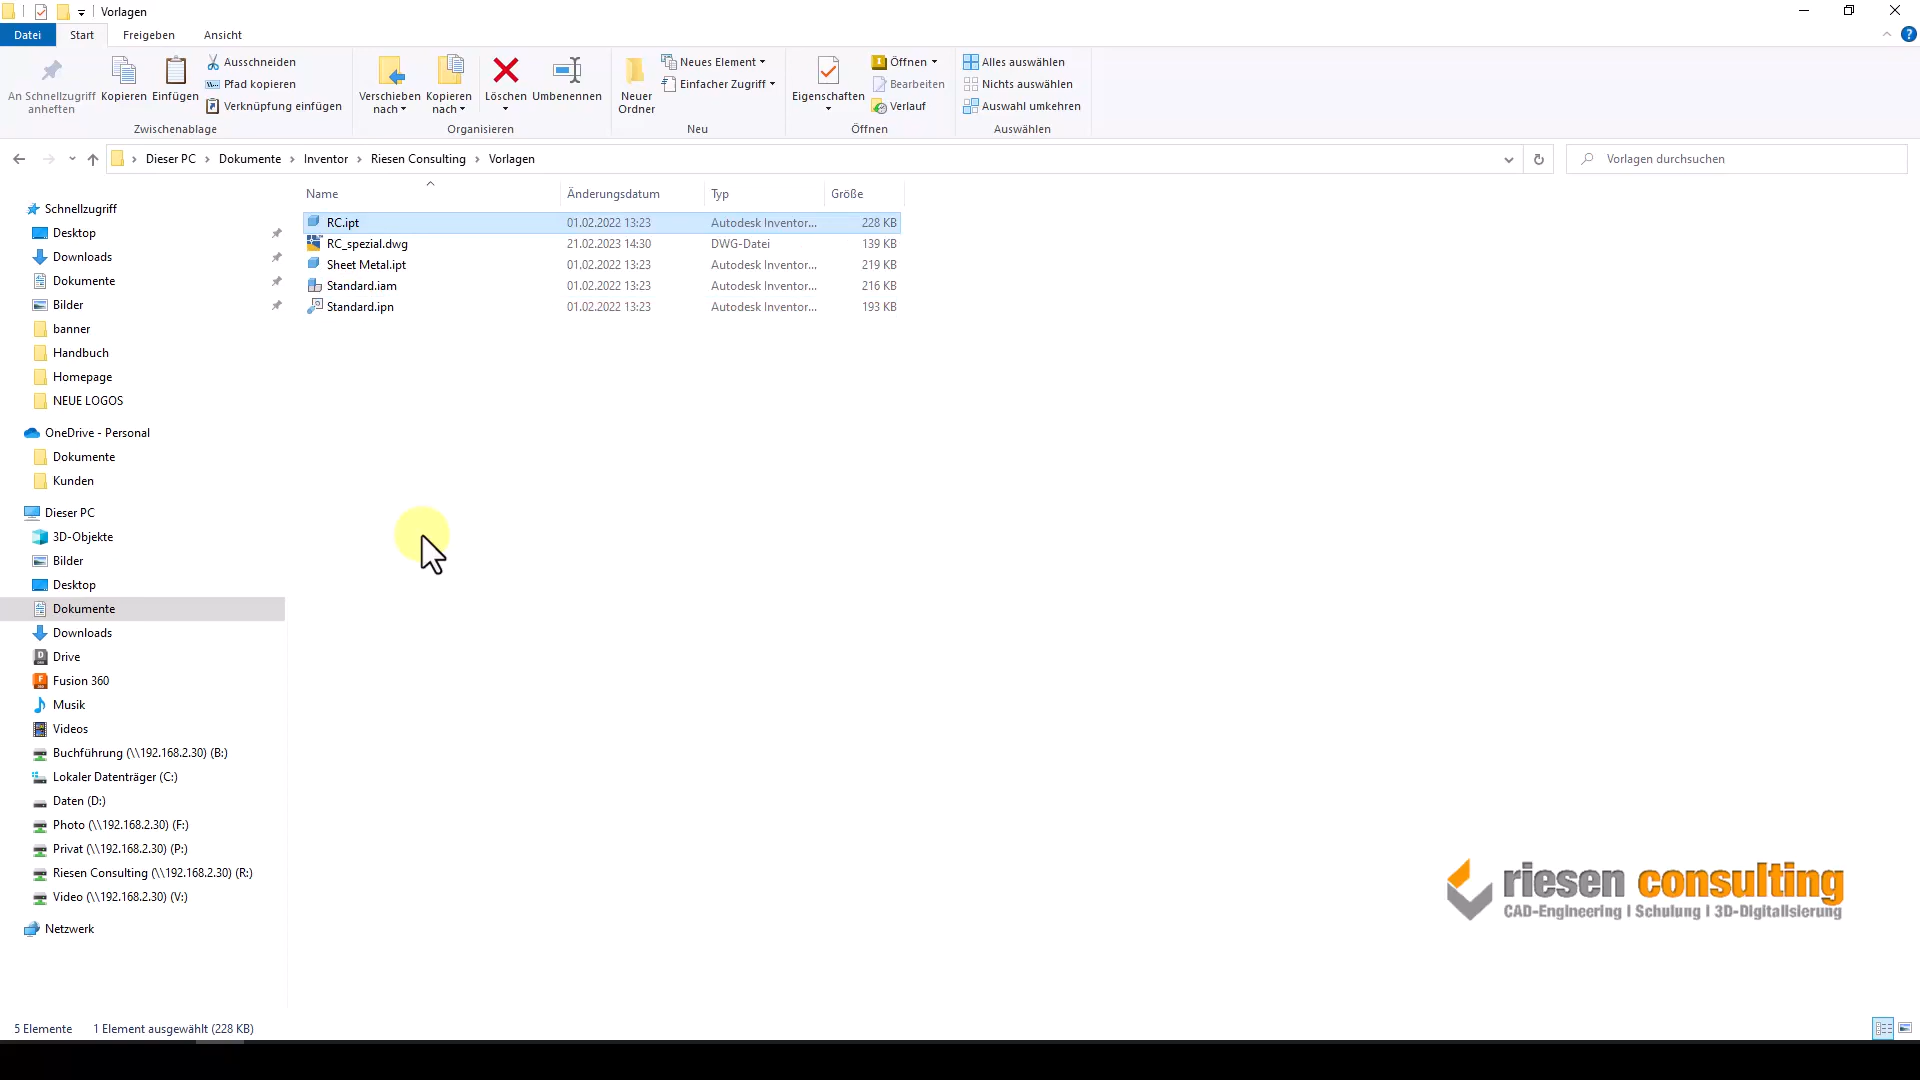 Vorlagen
Datei Start Freigeben Ansicht
An Schnellzugriff anheften
Kopieren
Einfügen
Ausschneiden
Pfad kopieren
Verknüpfung einfügen
Zwischenablage
Verschieben nach
Kopieren nach
Löschen
Umbenennen
Organisieren
Neuer Ordner
Neues Element
Einfacher Zugriff
Neu
Eigenschaften
Öffnen
Bearbeiten
Verlauf
Öffnen
Alles auswählen
Nichts auswählen
Auswahl umkehren
Auswählen
Dieser PC > Dokumente > Inventor > Riesen Consulting > Vorlagen
Vorlagen durchsuchen
Name Änderungsdatum Typ Größe
RC.ipt 01.02.2022 13:23 Autodesk Inventor... 228 KB
RC_spezial.dwg 21.02.2023 14:30 DWG-Datei 139 KB
Sheet Metal.ipt 01.02.2022 13:23 Autodesk Inventor... 219 KB
Standard.iam 01.02.2022 13:23 Autodesk Inventor... 216 KB
Standard.ipn 01.02.2022 13:23 Autodesk Inventor... 193 KB
Schnellzugriff
Desktop
Downloads
Dokumente
Bilder
banner
Handbuch
Homepage
NEUE LOGOS
OneDrive - Personal
Dokumente
Kunden
Dieser PC
3D-Objekte
Bilder
Desktop
Dokumente
Downloads
Drive
Fusion 360
Musik
Videos
Buchführung (\\192.168.2.30) (B:)
Lokaler Datenträger (C:)
Daten (D:)
Photo (\\192.168.2.30) (F:)
Privat (\\192.168.2.30) (P:)
Riesen Consulting (\\192.168.2.30) (R:)
Video (\\192.168.2.30) (V:)
Netzwerk
riesen consulting
CAD-Engineering | Schulung | 3D-Digitalisierung
5 Elemente 1 Element ausgewählt (228 KB)